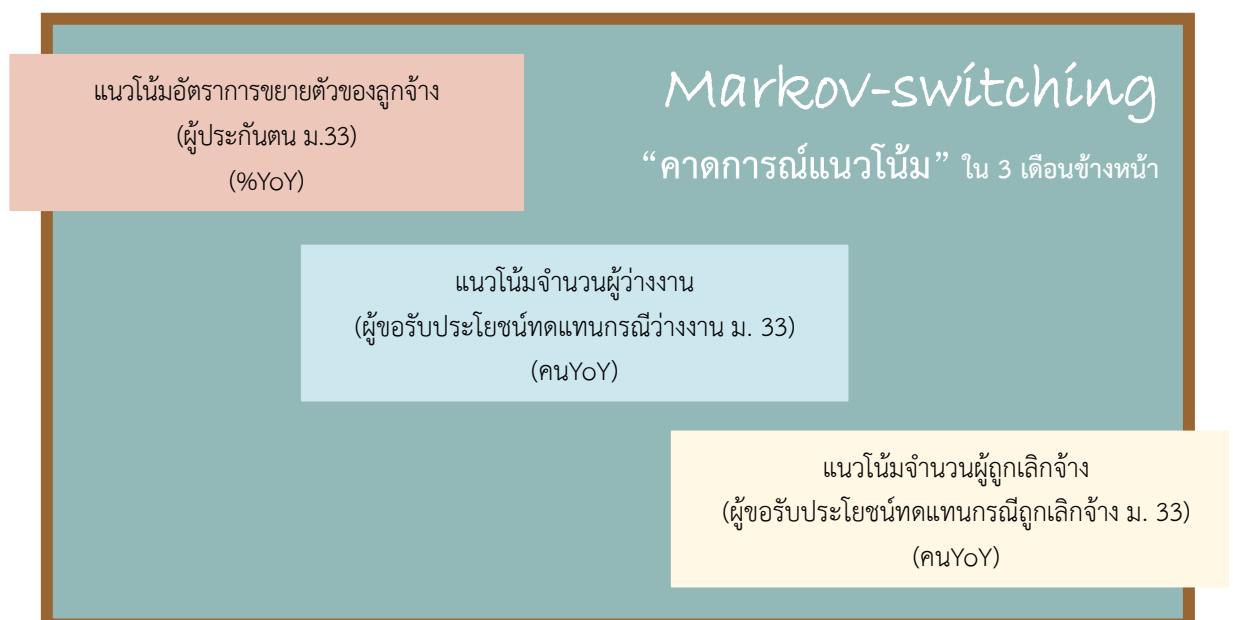 แนวโน้มอัตราการขยายตัวของลูกจ้าง
(ผู้ประกันตน ม.33)
(%YoY)
Markov-switching
“คาดการณ์แนวโน้ม” ใน 3 เดือนข้างหน้า
แนวโน้มจำนวนผู้ว่างงาน
(ผู้ขอรับประโยชน์ทดแทนกรณีว่างงาน ม. 33)
(คนYoY)
แนวโน้มจำนวนผู้ถูกเลิกจ้าง
(ผู้ขอรับประโยชน์ทดแทนกรณีถูกเลิกจ้าง ม. 33)
(คนYoY)